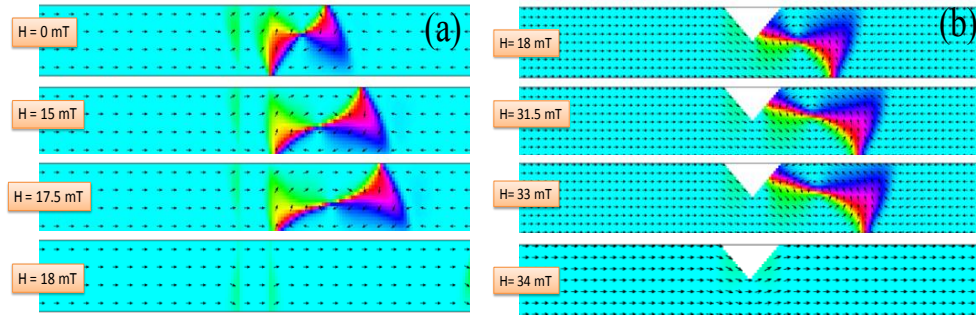 (a)
H = 0 mT
H = 15 mT
H = 17.5 mT
H = 18 mT
(b)
H= 18 mT
H= 31.5 mT
H= 33 mT
H= 34 mT